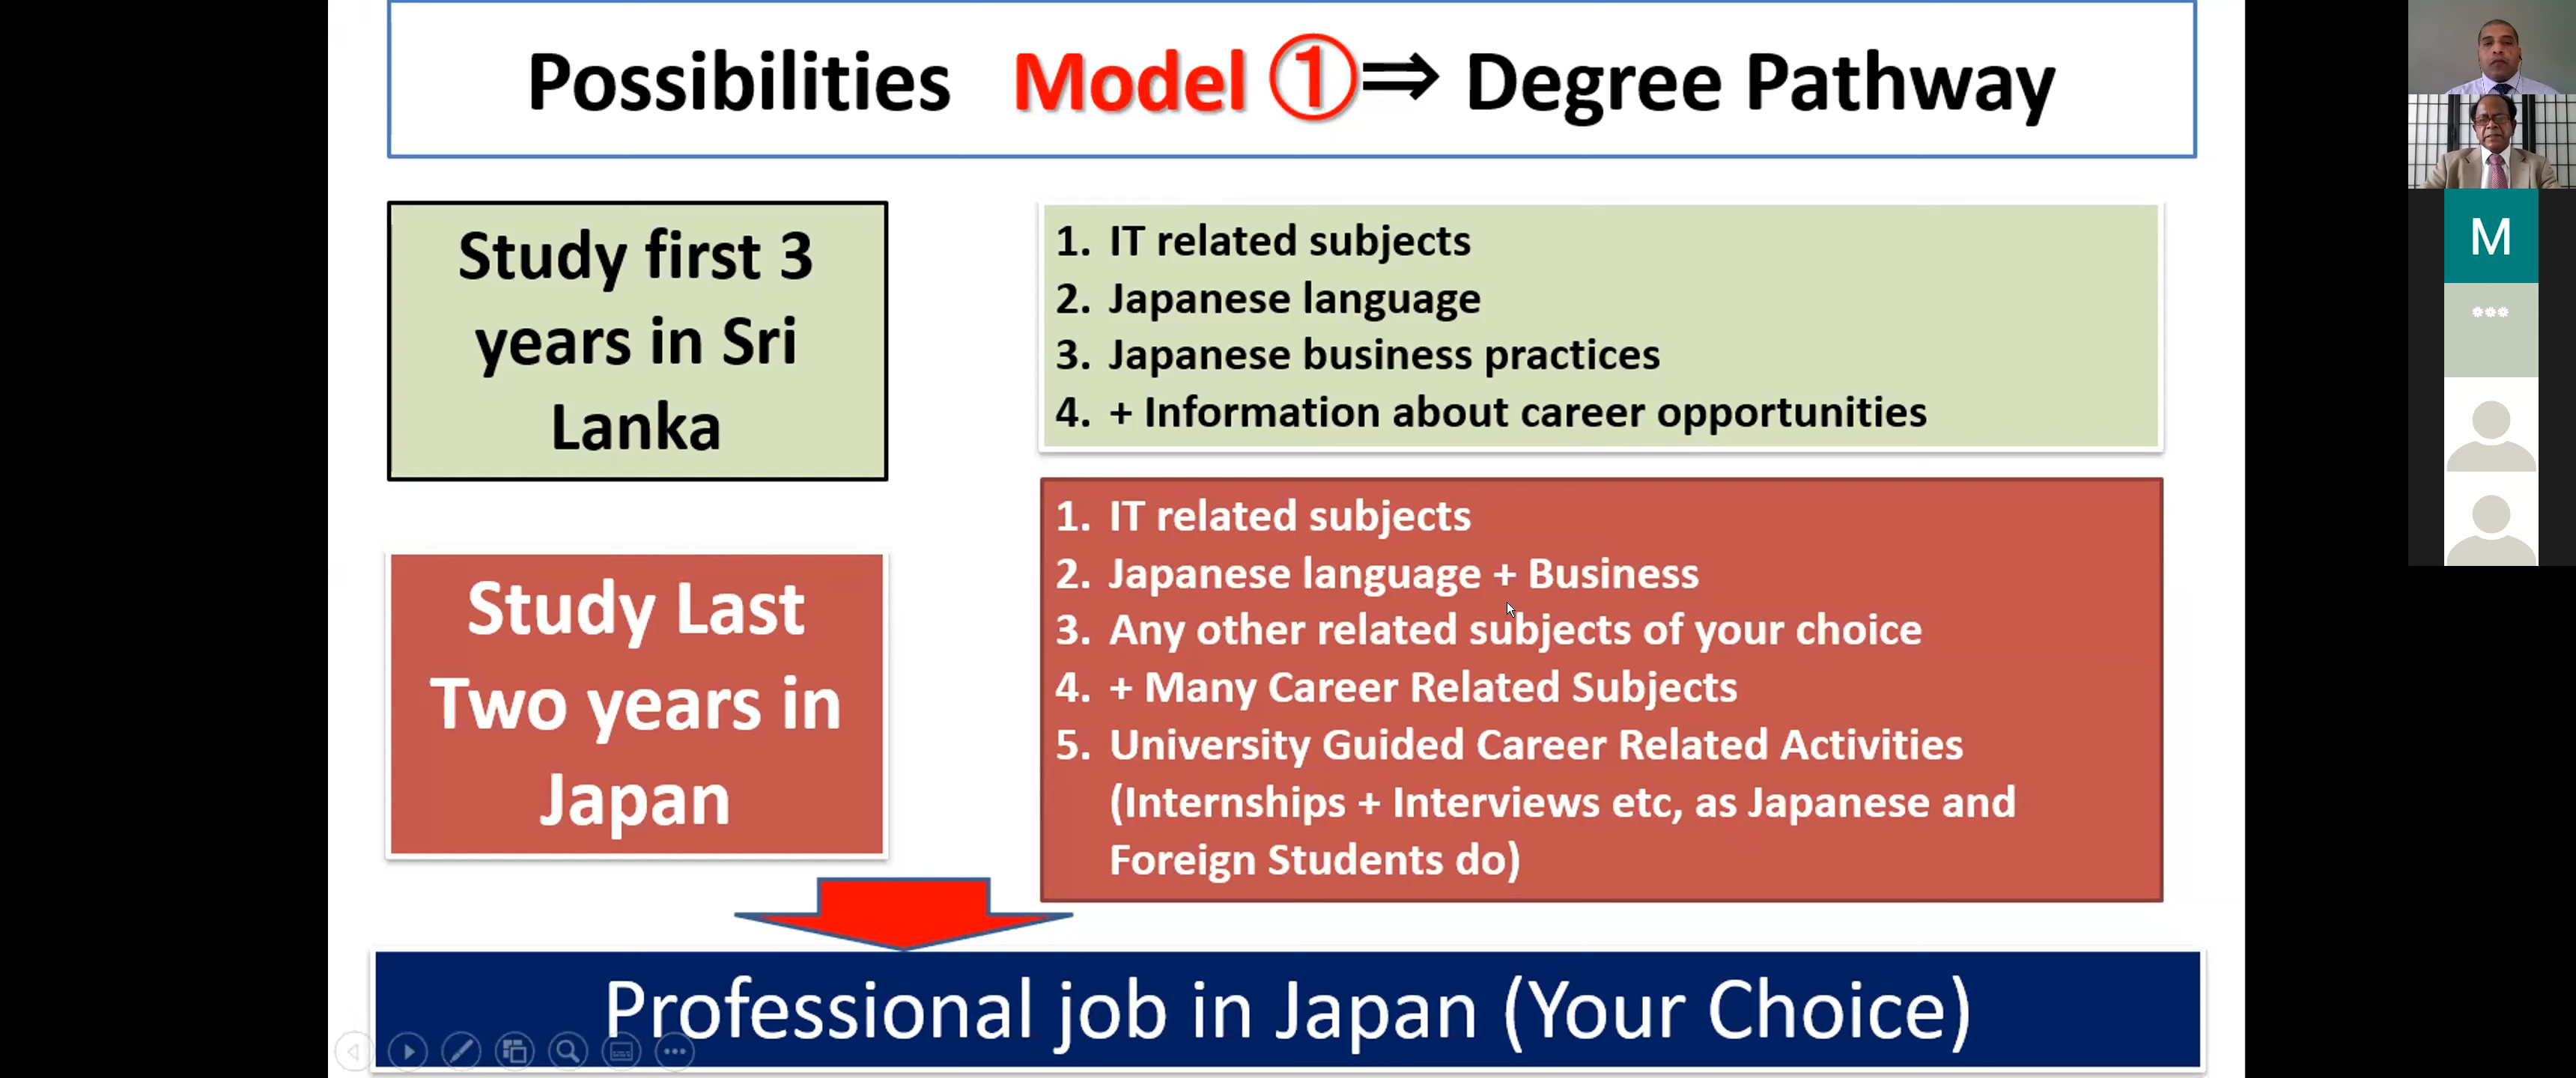 Possibilities Model ①⇒ Degree Pathway
Study first 3
years in Sri
Lanka
1. IT related subjects
2. Japanese language
3. Japanese business practices
4. + Information about career opportunities
Study Last
Two years in
Japan
1. IT related subjects
2. Japanese language + Business
3. Any other related subjects of your choice
4. + Many Career Related Subjects
5. University Guided Career Related Activities
(Internships + Interviews etc, as Japanese and
Foreign Students do)
Professional job in Japan (Your Choice)
M